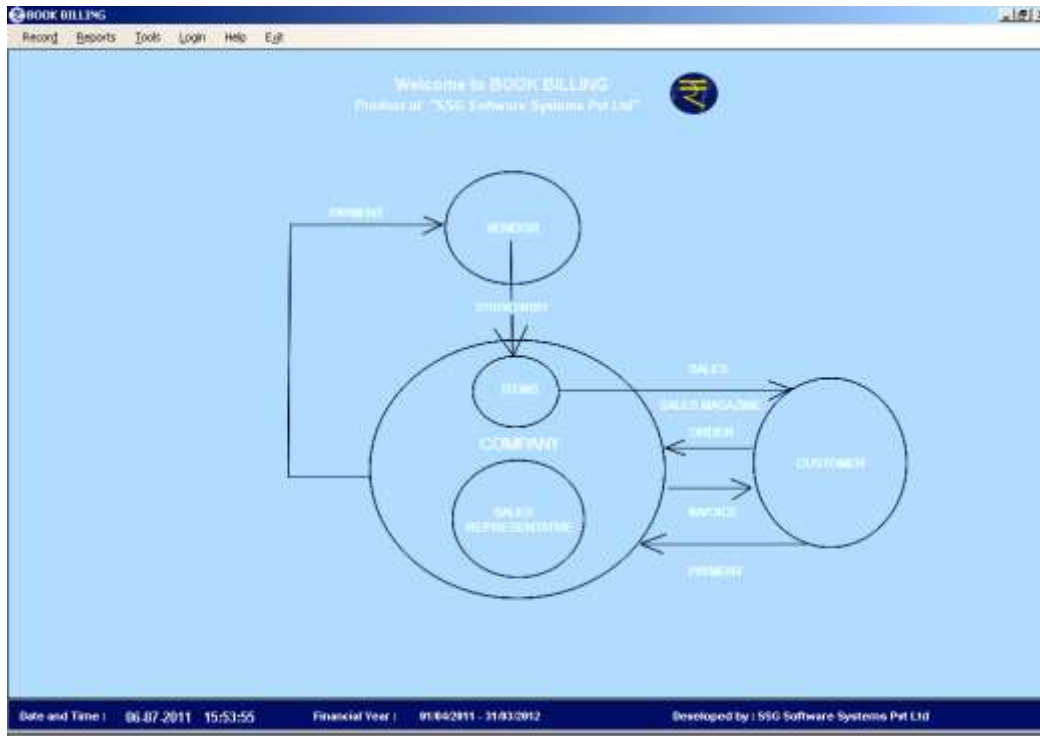 BOOK BILLING
Record Reports Tools Login Help Exit
Welcome to BOOK BILLING
Product of "SSG Software Systems Pvt Ltd"
PAYMENT
VENDOR
STATIONERY
ITEMS
SALES
SALES MAGAZINE
ORDER
COMPANY
CUSTOMER
SALES
REPRESENTATIVE
INVOICE
PAYMENT
Date and Time : 06-07-2011 15:53:55 Financial Year : 01/04/2011 - 31/03/2012 Developed by : SSG Software Systems Pvt Ltd